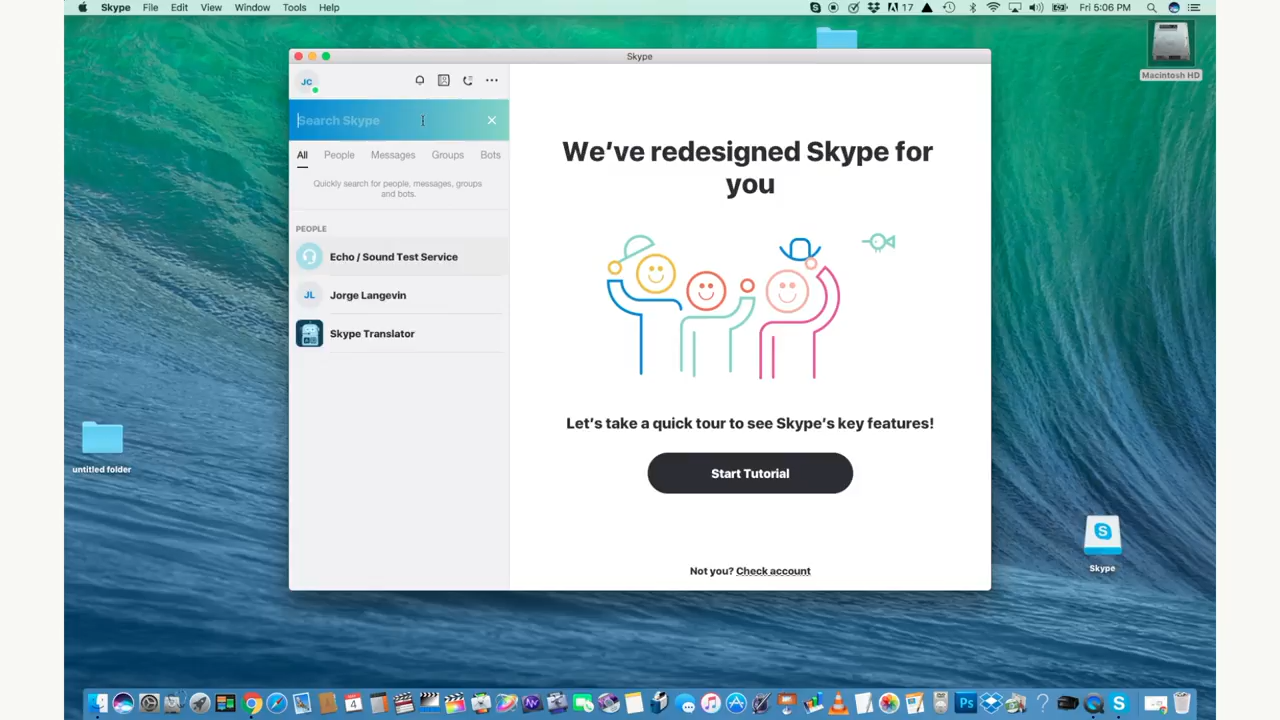 Skype File Edit View Window Tools Help
17 Fri 5:06 PM
Macintosh HD
Skype
JC
Search Skype
All People Messages Groups Bots
Quickly search for people, messages, groups
and bots.
PEOPLE
Echo / Sound Test Service
JL Jorge Langevin
Skype Translator
We've redesigned Skype for
you
Let's take a quick tour to see Skype's key features!
Start Tutorial
Not you? Check account
untitled folder
S
Skype
4
Ps
S